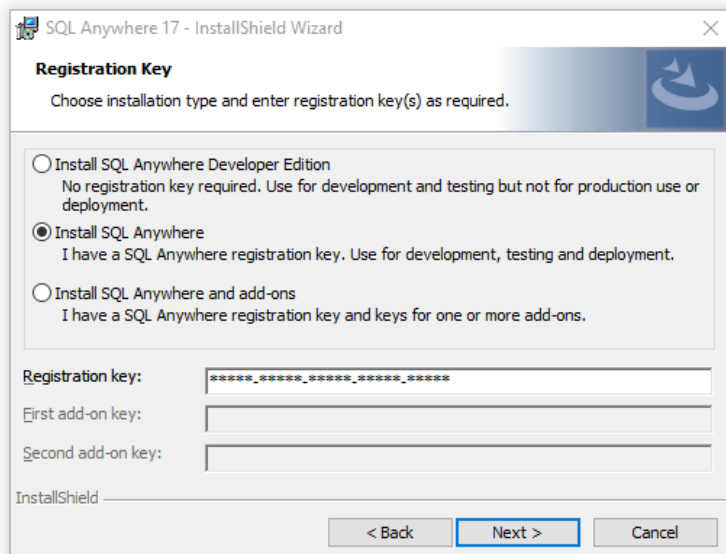 SQL Anywhere 17 - InstallShield Wizard
Registration Key
Choose installation type and enter registration key(s) as required.
Install SQL Anywhere Developer Edition
No registration key required. Use for development and testing but not for production use or
deployment.
Install SQL Anywhere
I have a SQL Anywhere registration key. Use for development, testing and deployment.
Install SQL Anywhere and add-ons
I have a SQL Anywhere registration key and keys for one or more add-ons.
Registration key: *****-*****-*****-*****-*****
First add-on key:
Second add-on key:
InstallShield
< Back Next > Cancel